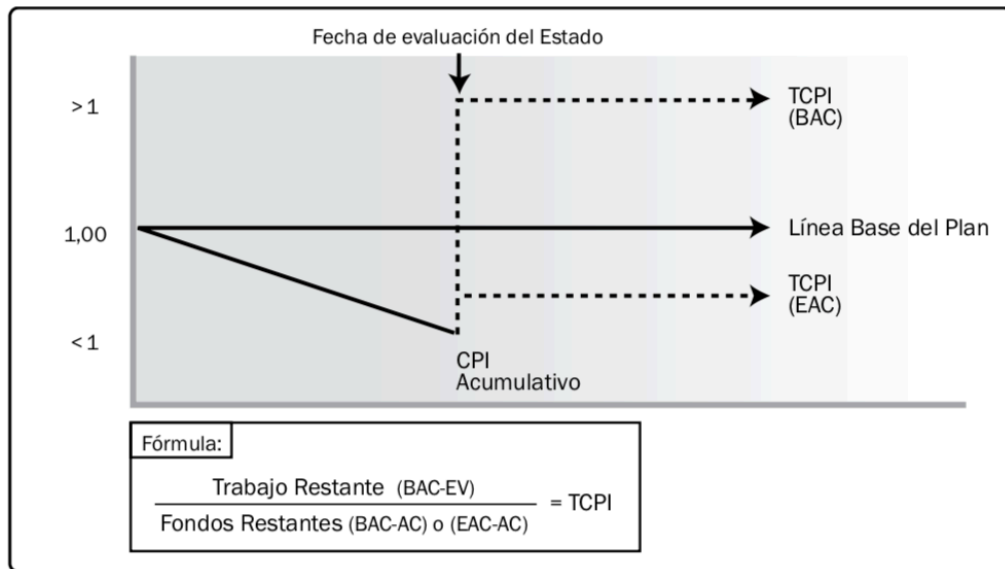 Fecha de evaluación del Estado
> 1
TCPI
(BAC)
1,00
Línea Base del Plan
TCPI
(EAC)
< 1
CPI
Acumulativo
Fórmula:
Trabajo Restante (BAC-EV)
= TCPI
Fondos Restantes (BAC-AC) o (EAC-AC)